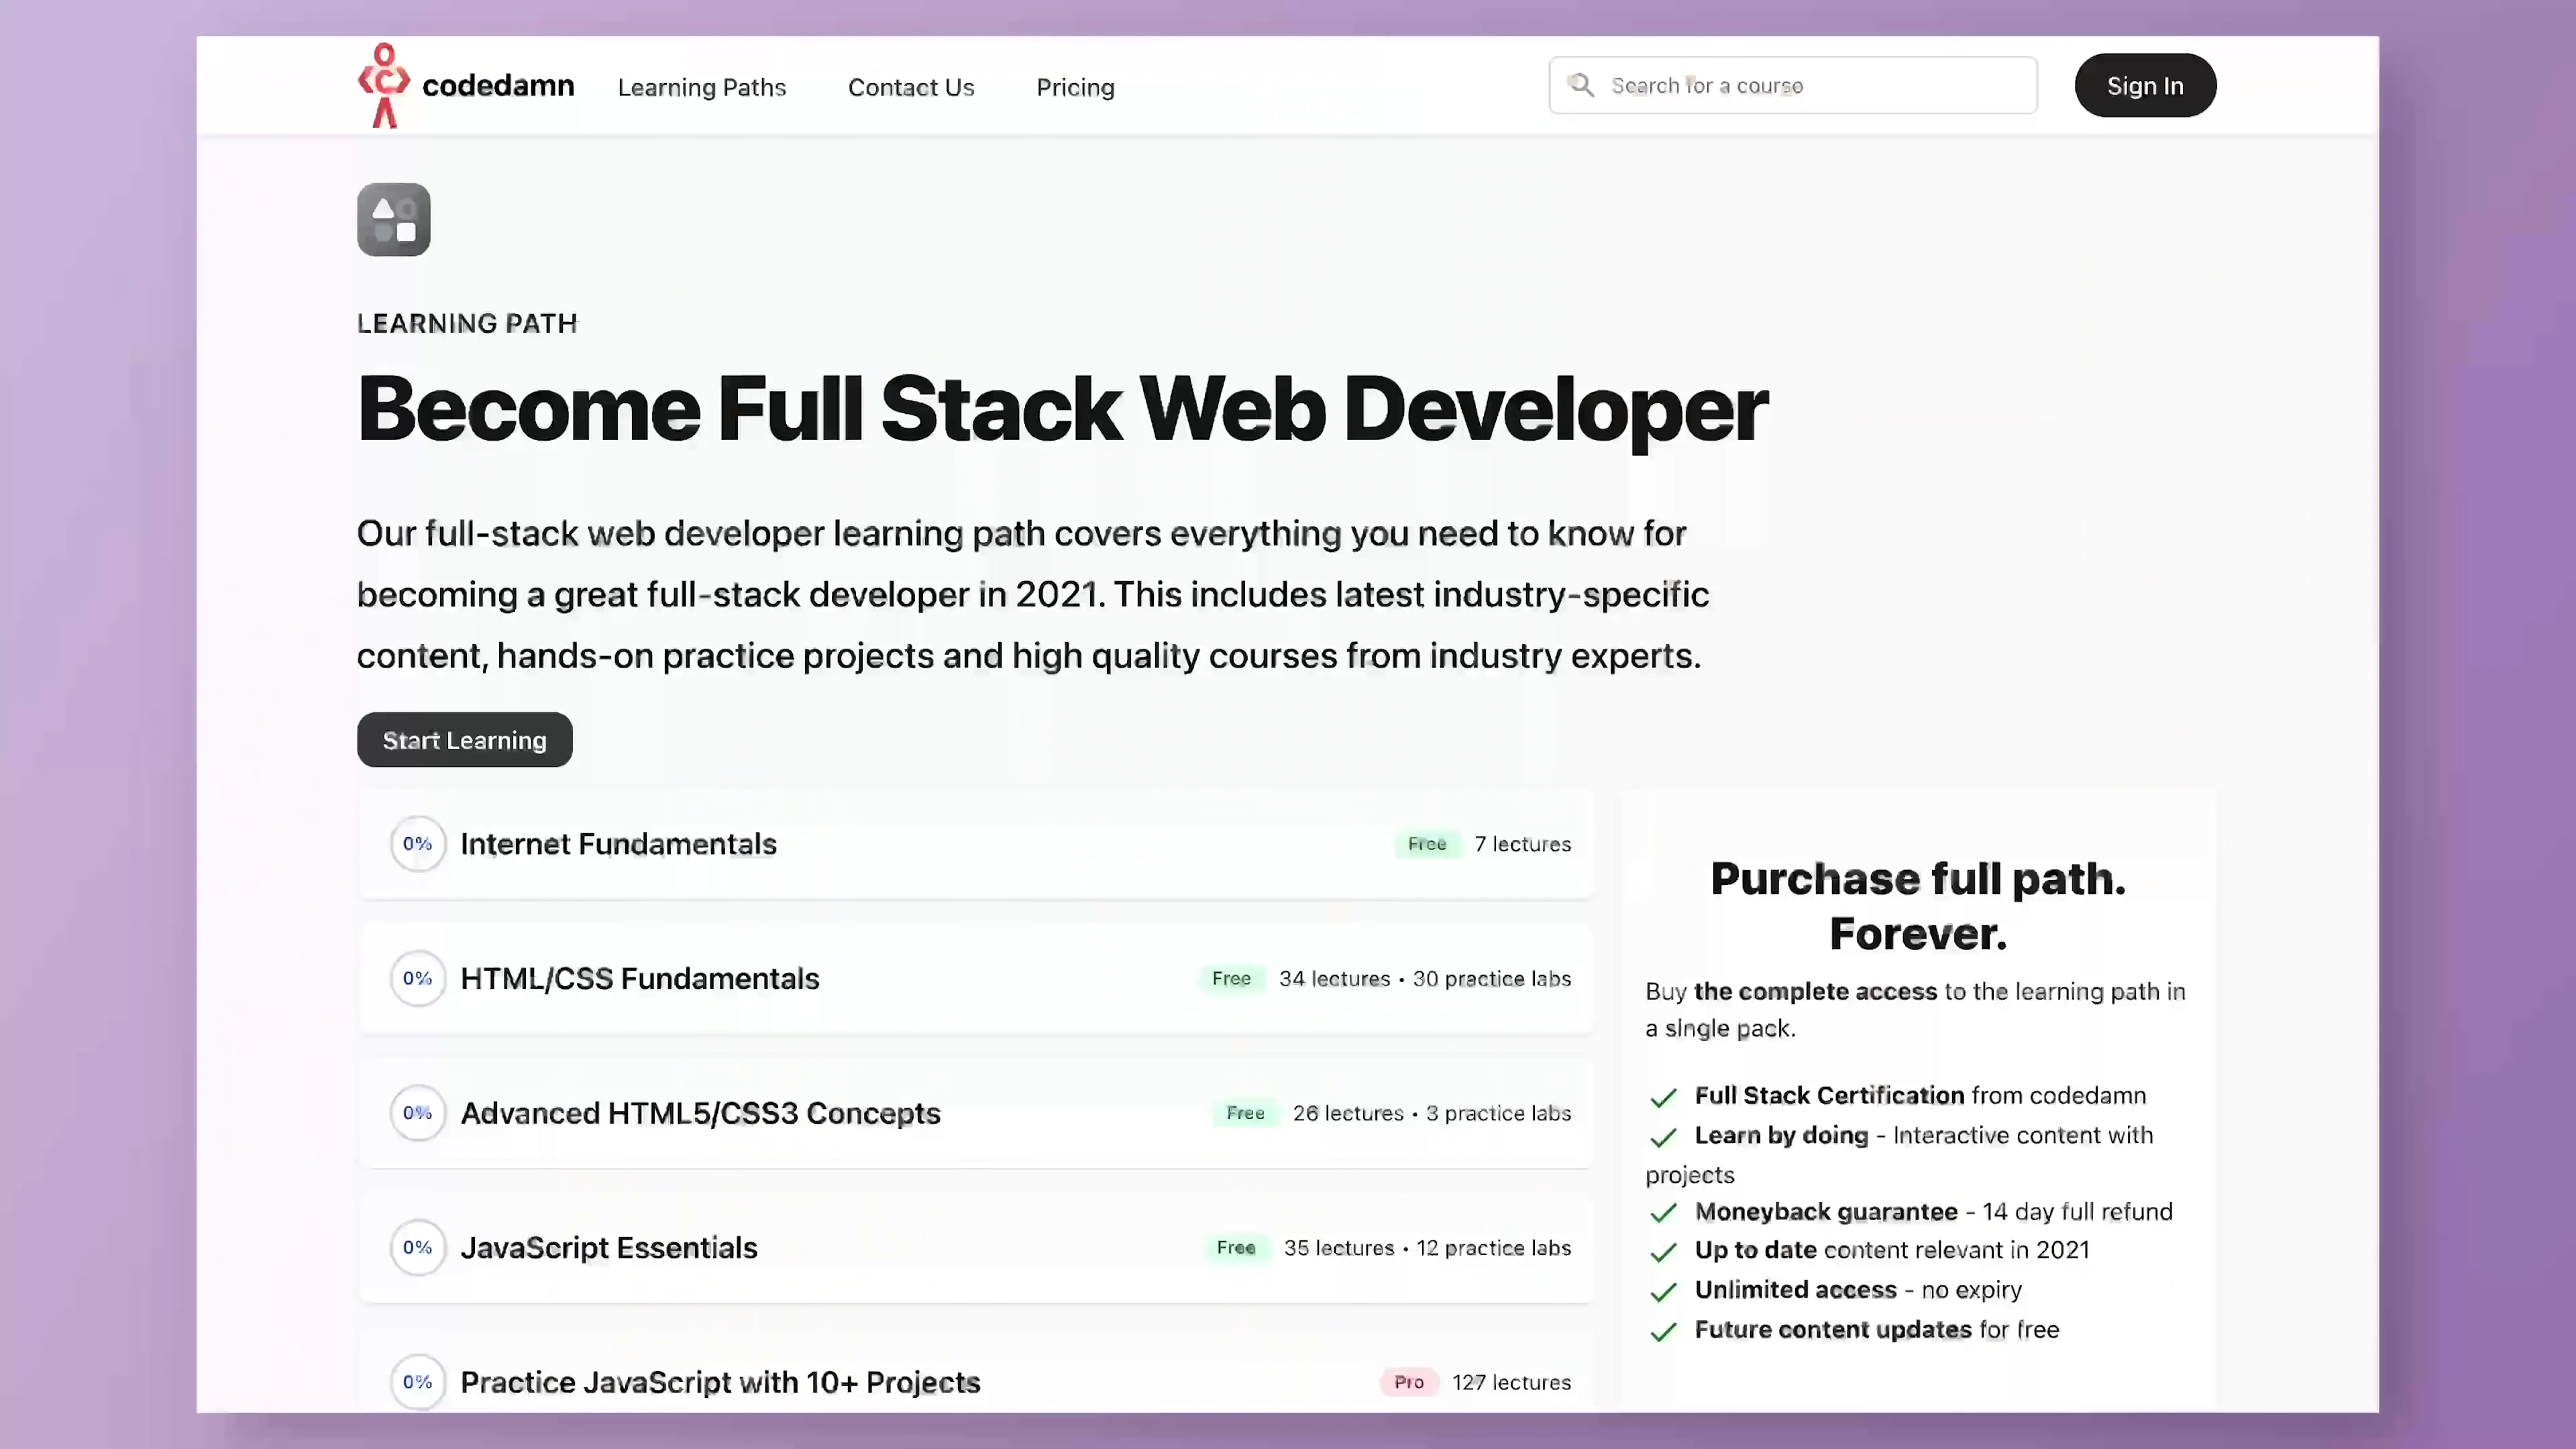 codedamn
Learning Paths
Contact Us
Pricing
Search for a course
Sign In
LEARNING PATH
Become Full Stack Web Developer
Our full-stack web developer learning path covers everything you need to know for
becoming a great full-stack developer in 2021. This includes latest industry-specific
content, hands-on practice projects and high quality courses from industry experts.
Start Learning
0% Internet Fundamentals Free 7 lectures
0% HTML/CSS Fundamentals Free 34 lectures • 30 practice labs
0% Advanced HTML5/CSS3 Concepts Free 26 lectures • 3 practice labs
0% JavaScript Essentials Free 35 lectures • 12 practice labs
0% Practice JavaScript with 10+ Projects Pro 127 lectures
Purchase full path.
Forever.
Buy the complete access to the learning path in
a single pack.
Full Stack Certification from codedamn
Learn by doing - Interactive content with
projects
Moneyback guarantee - 14 day full refund
Up to date content relevant in 2021
Unlimited access - no expiry
Future content updates for free